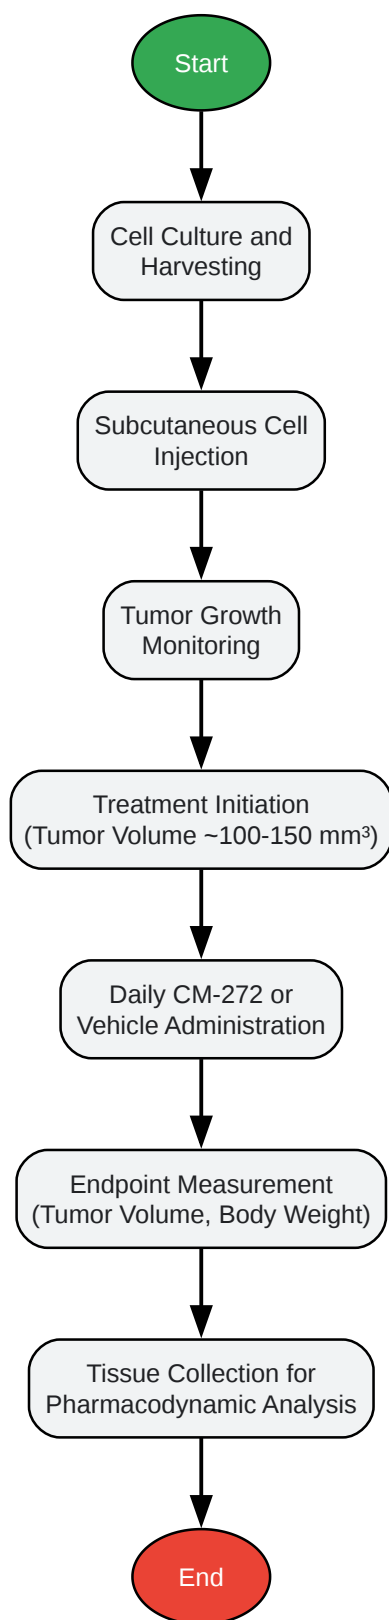 Start
Cell Culture and
Harvesting
Subcutaneous Cell
Injection
Tumor Growth
Monitoring
Treatment Initiation
(Tumor Volume ~100-150 mm³)
Daily CM-272 or
Vehicle Administration
Endpoint Measurement
(Tumor Volume, Body Weight)
Tissue Collection for
Pharmacodynamic Analysis
End